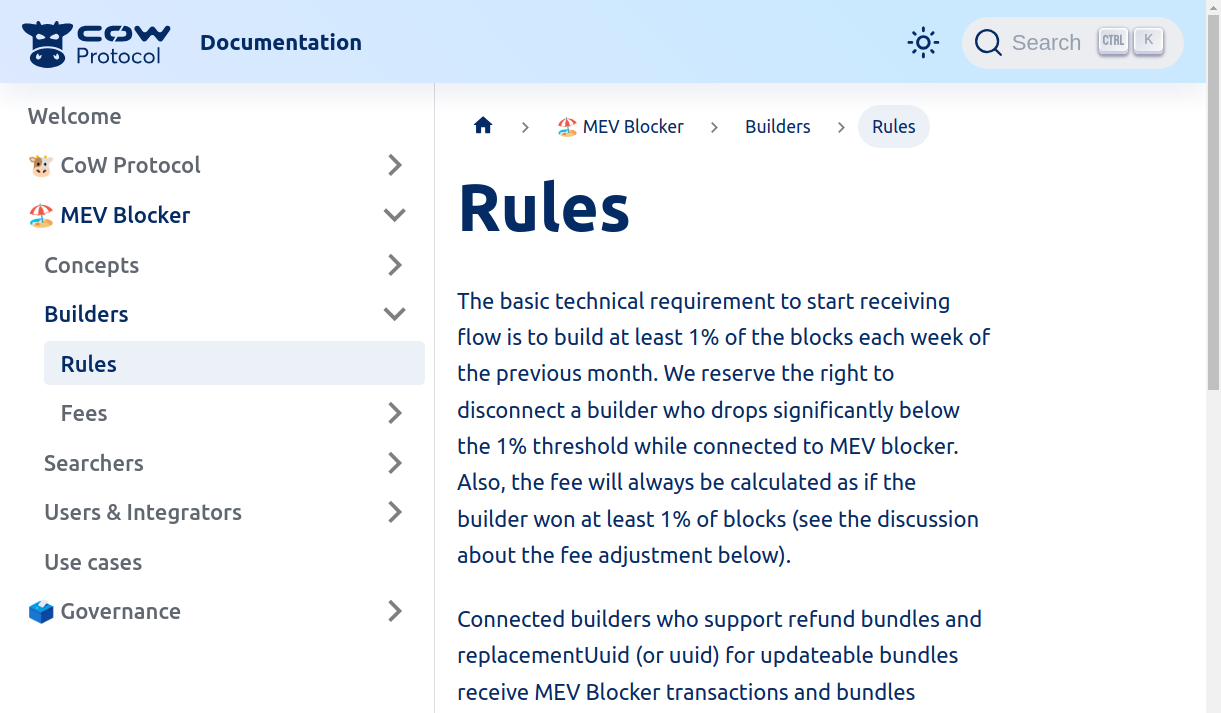 CoW Protocol
Documentation
Search CTRL K
Welcome
CoW Protocol
MEV Blocker
Concepts
Builders
Rules
Fees
Searchers
Users & Integrators
Use cases
Governance
MEV Blocker
Builders
Rules
Rules
The basic technical requirement to start receiving
flow is to build at least 1% of the blocks each week of
the previous month. We reserve the right to
disconnect a builder who drops significantly below
the 1% threshold while connected to MEV blocker.
Also, the fee will always be calculated as if the
builder won at least 1% of blocks (see the discussion
about the fee adjustment below).
Connected builders who support refund bundles and
replacementUuid (or uuid) for updateable bundles
receive MEV Blocker transactions and bundles